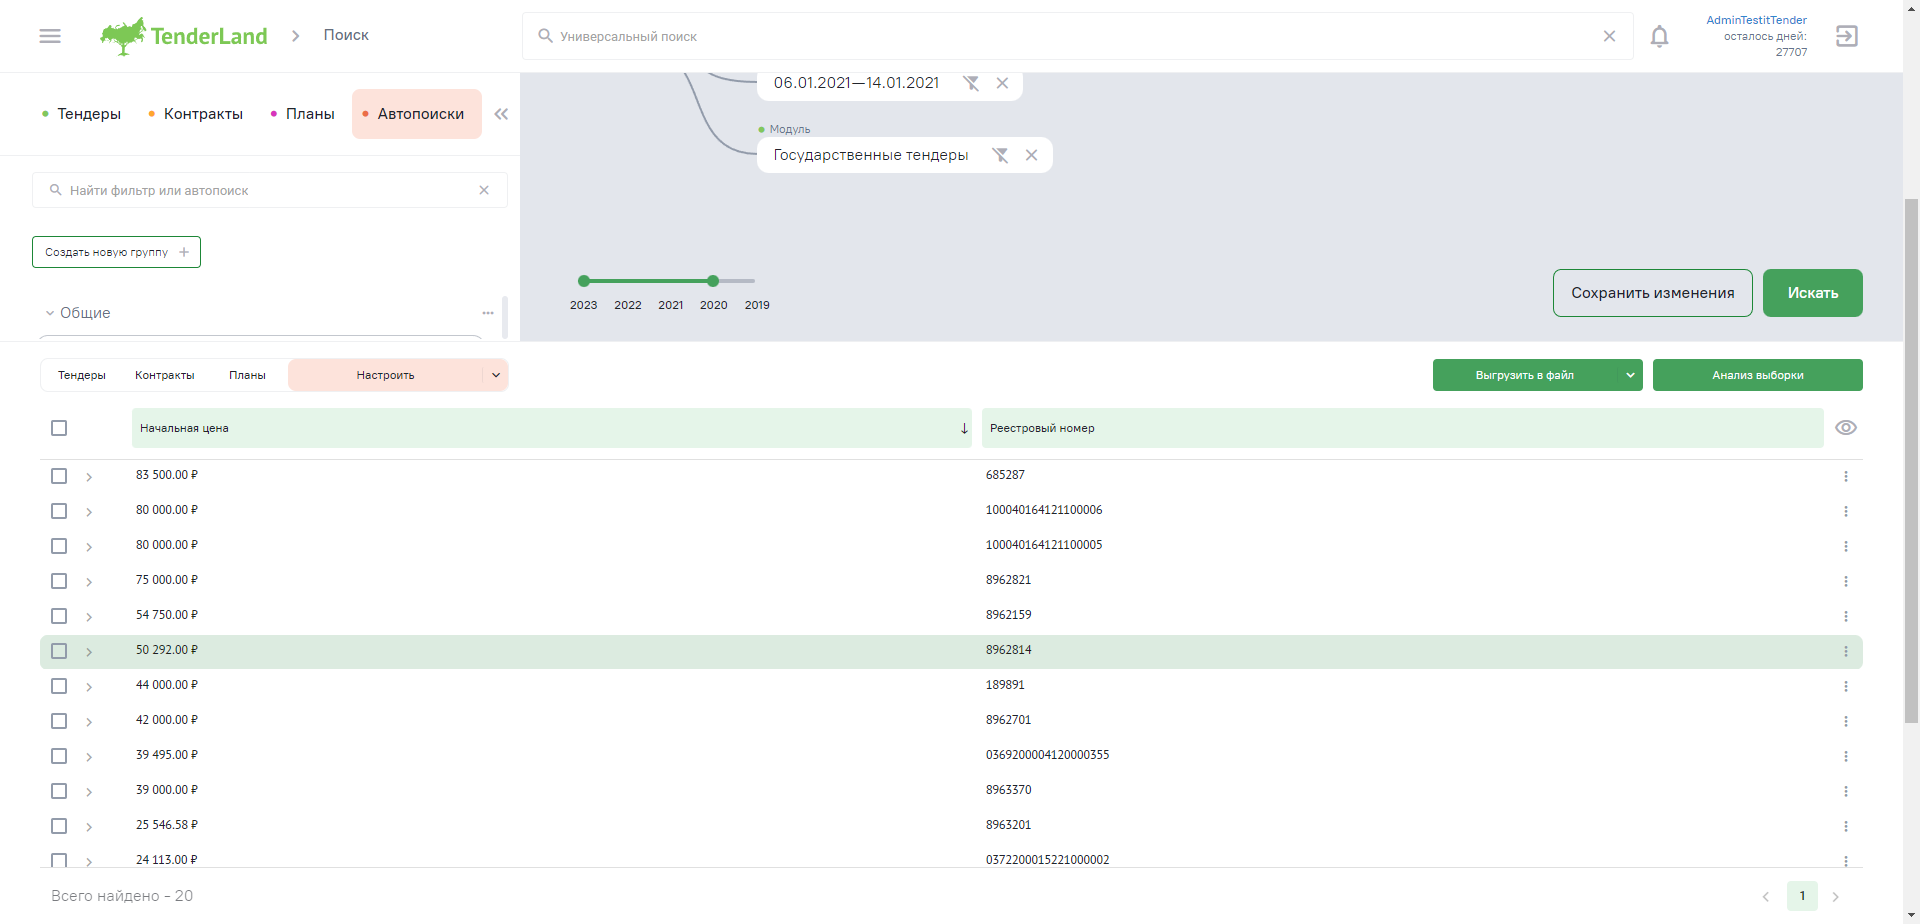 TenderLand
Поиск
Универсальный поиск
AdminTestitTender
осталось дней:
27707
Тендеры
Контракты
Планы
Автопоиски
06.01.2021—14.01.2021
Модуль
Государственные тендеры
Найти фильтр или автопоиск
Создать новую группу
Общие
2023 2022 2021 2020 2019
Сохранить изменения
Искать
Тендеры
Контракты
Планы
Настроить
Выгрузить в файл
Анализ выборки
Начальная цена
Реестровый номер
83 500.00 ₽ 685287
80 000.00 ₽ 100040164121100006
80 000.00 ₽ 100040164121100005
75 000.00 ₽ 8962821
54 750.00 ₽ 8962159
50 292.00 ₽ 8962814
44 000.00 ₽ 189891
42 000.00 ₽ 8962701
39 495.00 ₽ 0369200004120000355
39 000.00 ₽ 8963370
25 546.58 ₽ 8963201
24 113.00 ₽ 0372200015221000002
Всего найдено - 20
1